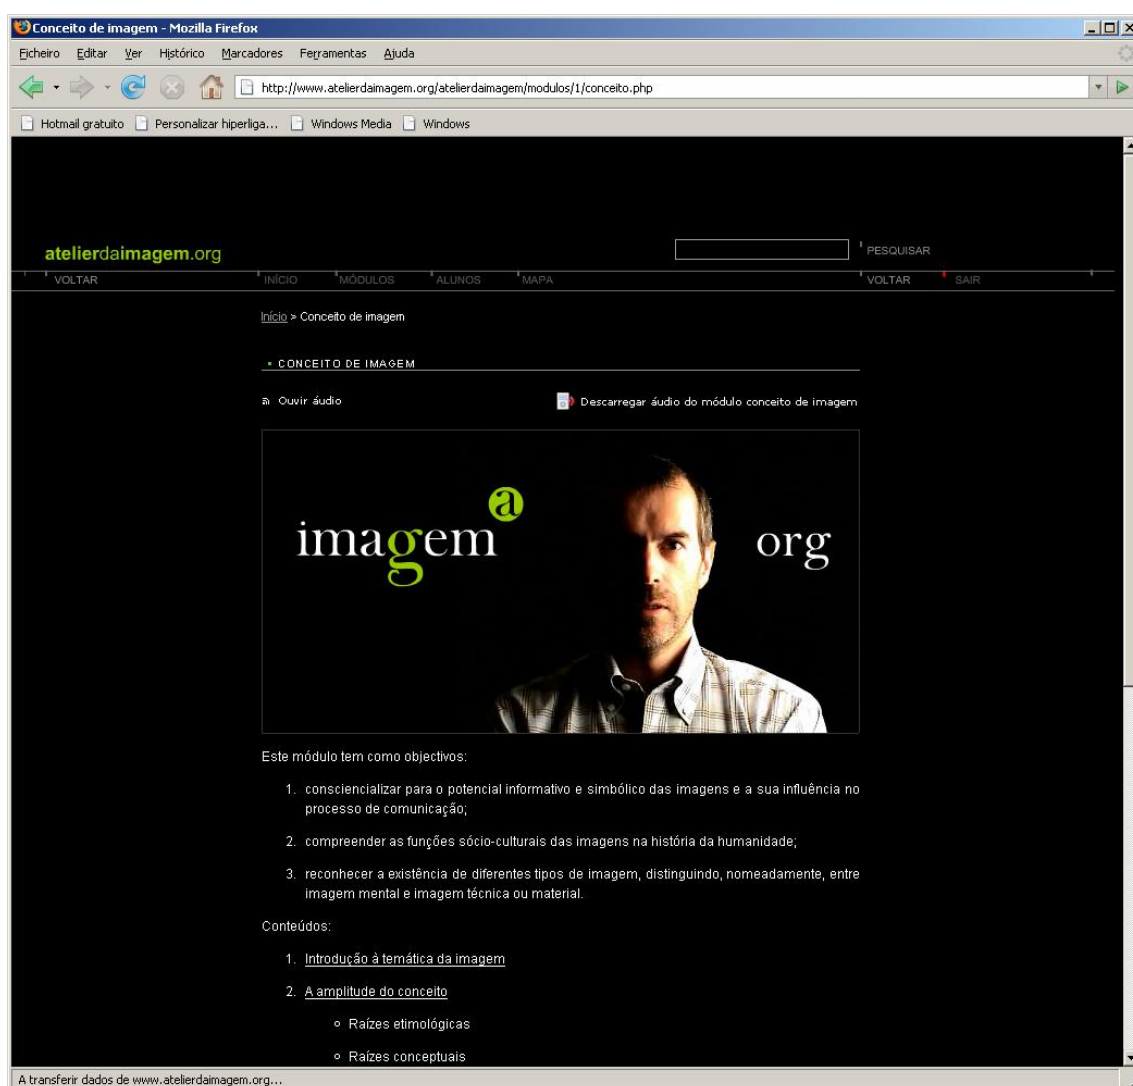 Conceito de imagem - Mozilla Firefox
Ficheiro Editar Ver Histórico Marcadores Ferramentas Ajuda
http://www.atelierdaimagem.org/atelierdaimagem/modulos/1/conceito.php
Hotmail gratuito Personalizar hiperliga... Windows Media Windows
atelierdaimagem.org PESQUISAR
VOLTAR INÍCIO MÓDULOS ALUNOS MAPA VOLTAR SAIR
Início » Conceito de imagem
CONCEITO DE IMAGEM
Ouvir áudio Descarregar áudio do módulo conceito de imagem
imagem a org
Este módulo tem como objectivos:
1. consciencializar para o potencial informativo e simbólico das imagens e a sua influência no
processo de comunicação;
2. compreender as funções sócio-culturais das imagens na história da humanidade;
3. reconhecer a existência de diferentes tipos de imagem, distinguindo, nomeadamente, entre
imagem mental e imagem técnica ou material.
Conteúdos:
1. Introdução à temática da imagem
2. A amplitude do conceito
Raízes etimológicas
Raízes conceptuais
A transferir dados de www.atelierdaimagem.org...